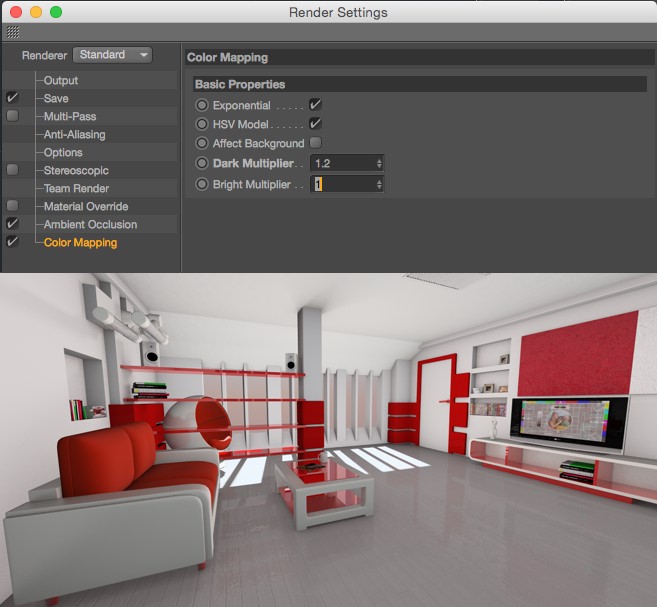 Render Settings
Renderer Standard
Output
Save
Multi-Pass
Anti-Aliasing
Options
Stereoscopic
Team Render
Material Override
Ambient Occlusion
Color Mapping
Color Mapping
Basic Properties
Exponential . . . . .
HSV Model . . . . . .
Affect Background
Dark Multiplier . . 1.2
Bright Multiplier . . 1